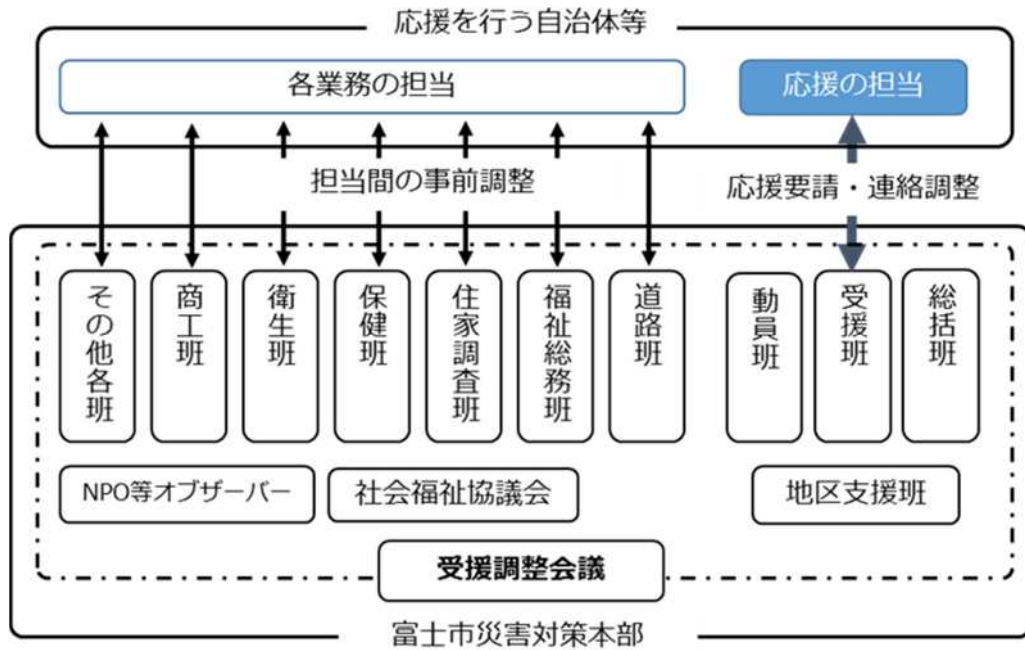 応援を行う自治体等
各業務の担当
応援の担当
担当間の事前調整
応援要請・連絡調整
その他各班
商工班
衛生班
保健班
住家調査班
福祉総務班
道路班
動員班
受援班
総括班
NPO等オブザーバー
社会福祉協議会
地区支援班
受援調整会議
富士市災害対策本部